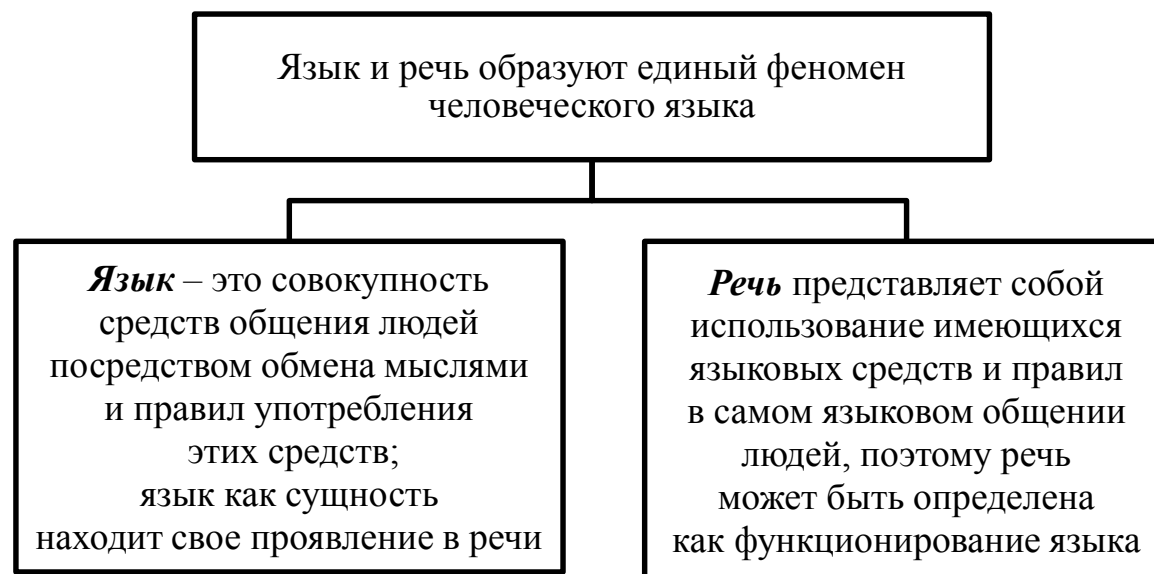 Язык и речь образуют единый феномен
человеческого языка
Язык – это совокупность
средств общения людей
посредством обмена мыслями
и правил употребления
этих средств;
язык как сущность
находит свое проявление в речи
Речь представляет собой
использование имеющихся
языковых средств и правил
в самом языковом общении
людей, поэтому речь
может быть определена
как функционирование языка